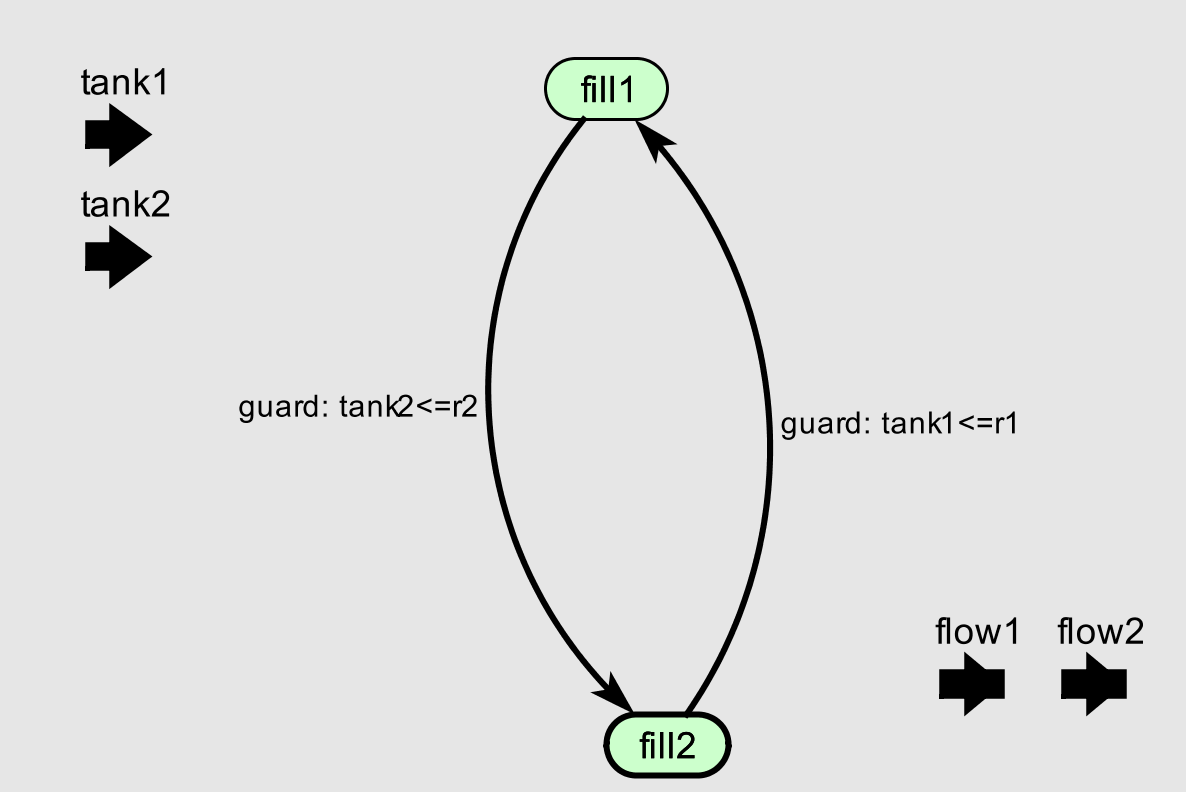 tank1
tank2
fill1
guard: tank2<=r2
guard: tank1<=r1
flow1
flow2
fill2